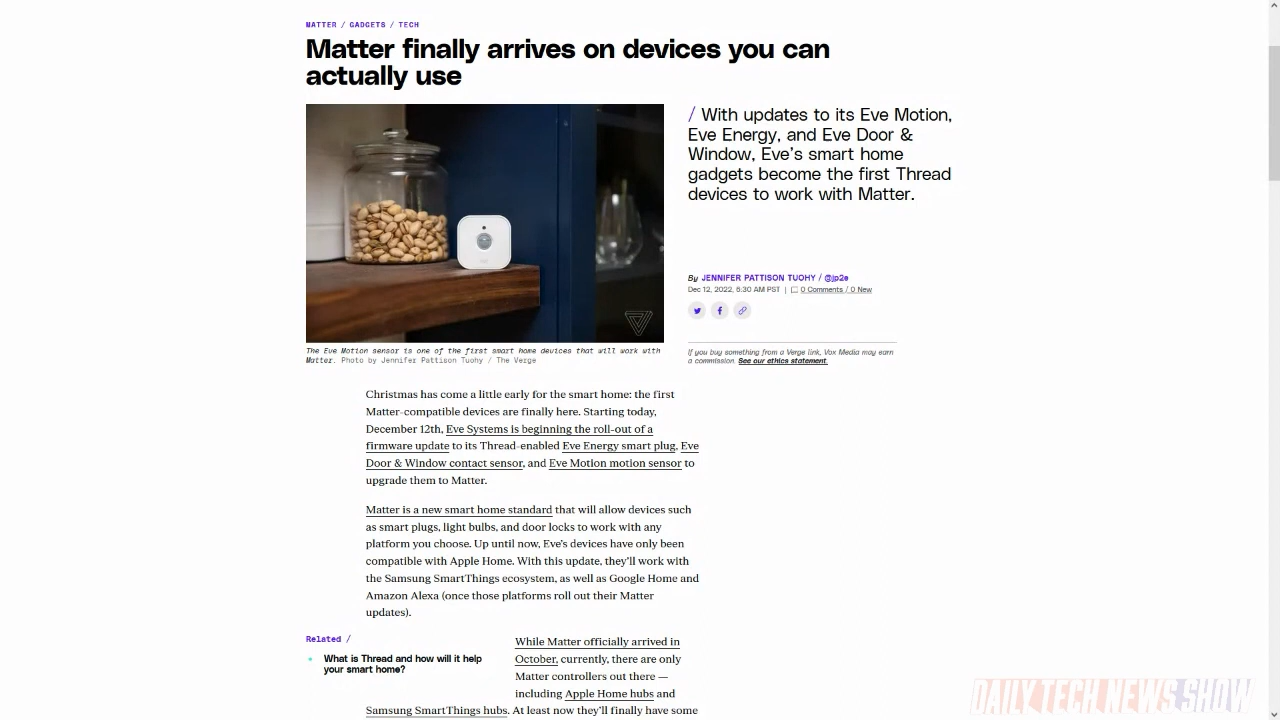 MATTER / GADGETS / TECH
Matter finally arrives on devices you can
actually use
/ With updates to its Eve Motion,
Eve Energy, and Eve Door &
Window, Eve's smart home
gadgets become the first Thread
devices to work with Matter.
By JENNIFER PATTISON TUOHY / @jp2e
Dec 12, 2022, 6:30 AM PST | 0 Comments / 0 New
The Eve Motion sensor is one of the first smart home devices that will work with
Matter. Photo by Jennifer Pattison Tuohy / The Verge
If you buy something from a Verge link, Vox Media may earn
a commission. See our ethics statement.
Christmas has come a little early for the smart home: the first
Matter-compatible devices are finally here. Starting today,
December 12th, Eve Systems is beginning the roll-out of a
firmware update to its Thread-enabled Eve Energy smart plug, Eve
Door & Window contact sensor, and Eve Motion motion sensor to
upgrade them to Matter.
Matter is a new smart home standard that will allow devices such
as smart plugs, light bulbs, and door locks to work with any
platform you choose. Up until now, Eve's devices have only been
compatible with Apple Home. With this update, they'll work with
the Samsung SmartThings ecosystem, as well as Google Home and
Amazon Alexa (once those platforms roll out their Matter
updates).
Related /
What is Thread and how will it help
your smart home?
While Matter officially arrived in
October, currently, there are only
Matter controllers out there —
including Apple Home hubs and
Samsung SmartThings hubs. At least now they'll finally have some
DAILY TECH NEWS SHOW